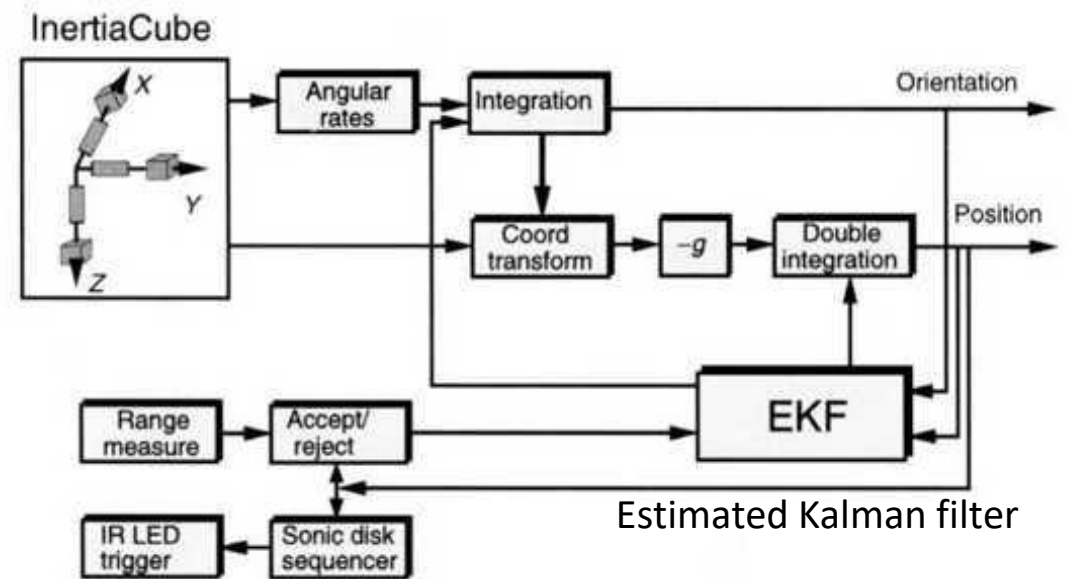 InertiaCube
X
Y
Z
Angular
rates
Integration
Orientation
Coord
transform
–g
Double
integration
Position
Range
measure
Accept/
reject
EKF
IR LED
trigger
Sonic disk
sequencer
Estimated Kalman filter